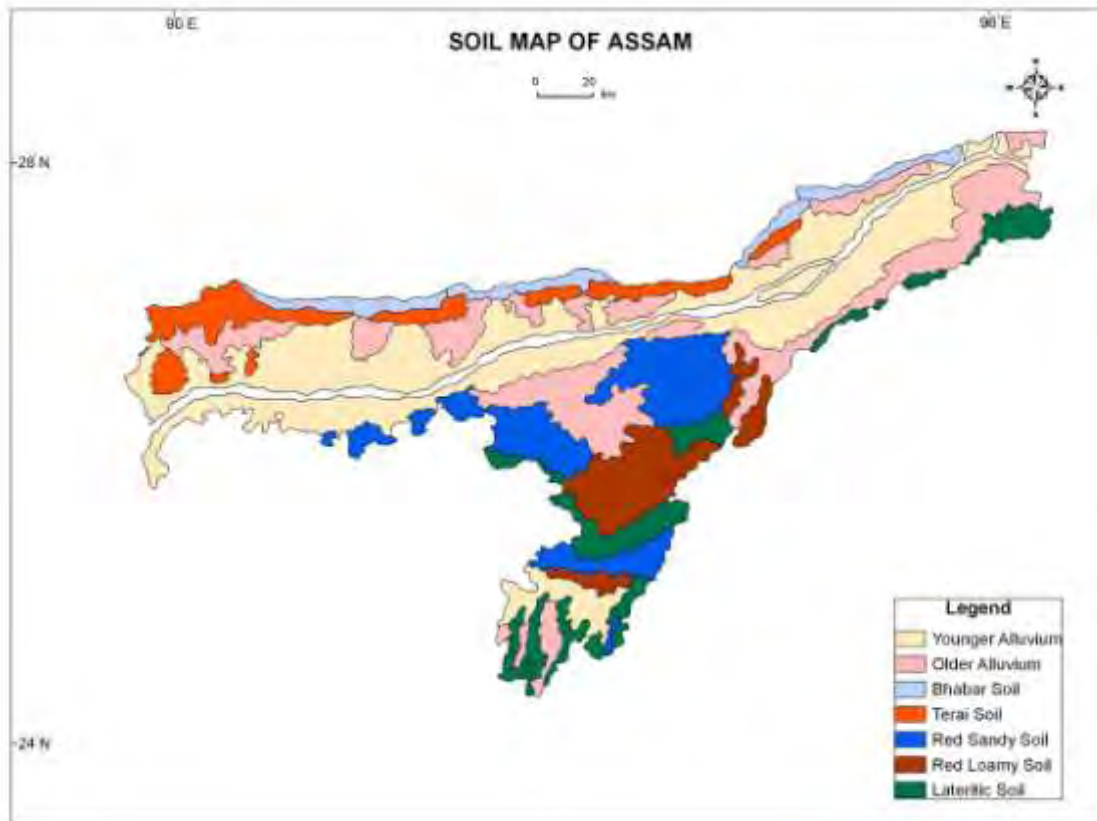 90 E
96 E
SOIL MAP OF ASSAM
0 20
km
N
W E
S
28 N
24 N
Legend
Younger Alluvium
Older Alluvium
Bhabar Soil
Terai Soil
Red Sandy Soil
Red Loamy Soil
Lateritic Soil